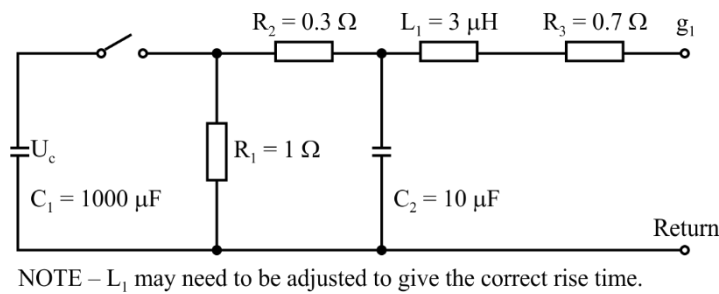 R₂ = 0.3 Ω
L₁ = 3 μH
R₃ = 0.7 Ω
g₁
U꜀
R₁ = 1 Ω
C₁ = 1000 μF
C₂ = 10 μF
Return
NOTE – L₁ may need to be adjusted to give the correct rise time.